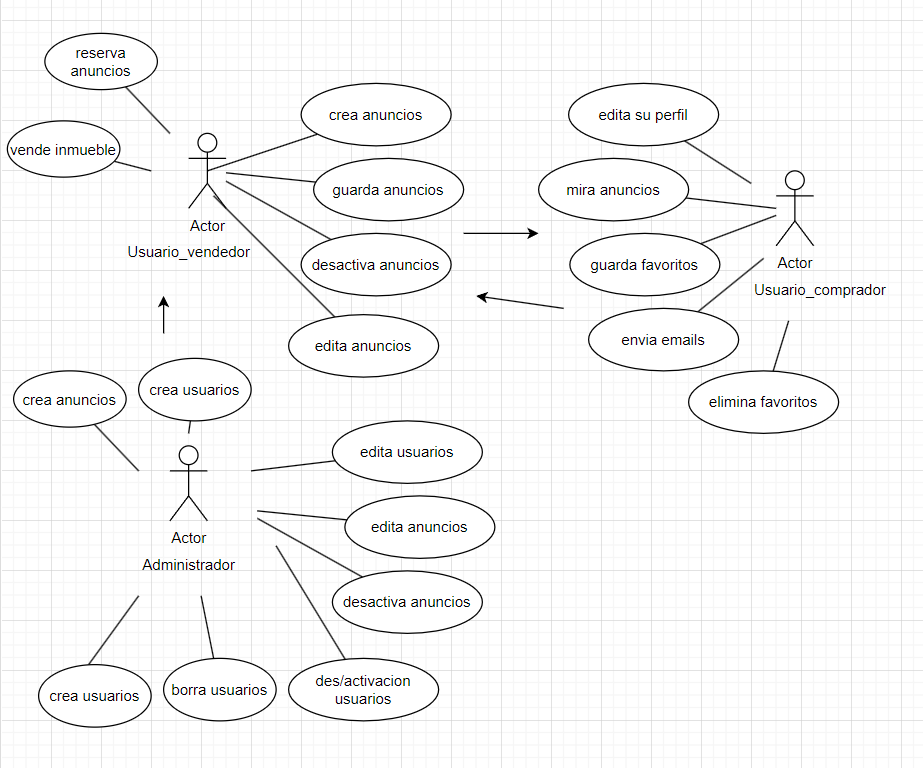 reserva
anuncios
vende inmueble
crea anuncios
guarda anuncios
desactiva anuncios
edita anuncios
Actor
Usuario_vendedor
edita su perfil
mira anuncios
guarda favoritos
envia emails
elimina favoritos
Actor
Usuario_comprador
crea anuncios
crea usuarios
edita usuarios
edita anuncios
desactiva anuncios
Actor
Administrador
crea usuarios
borra usuarios
des/activacion
usuarios